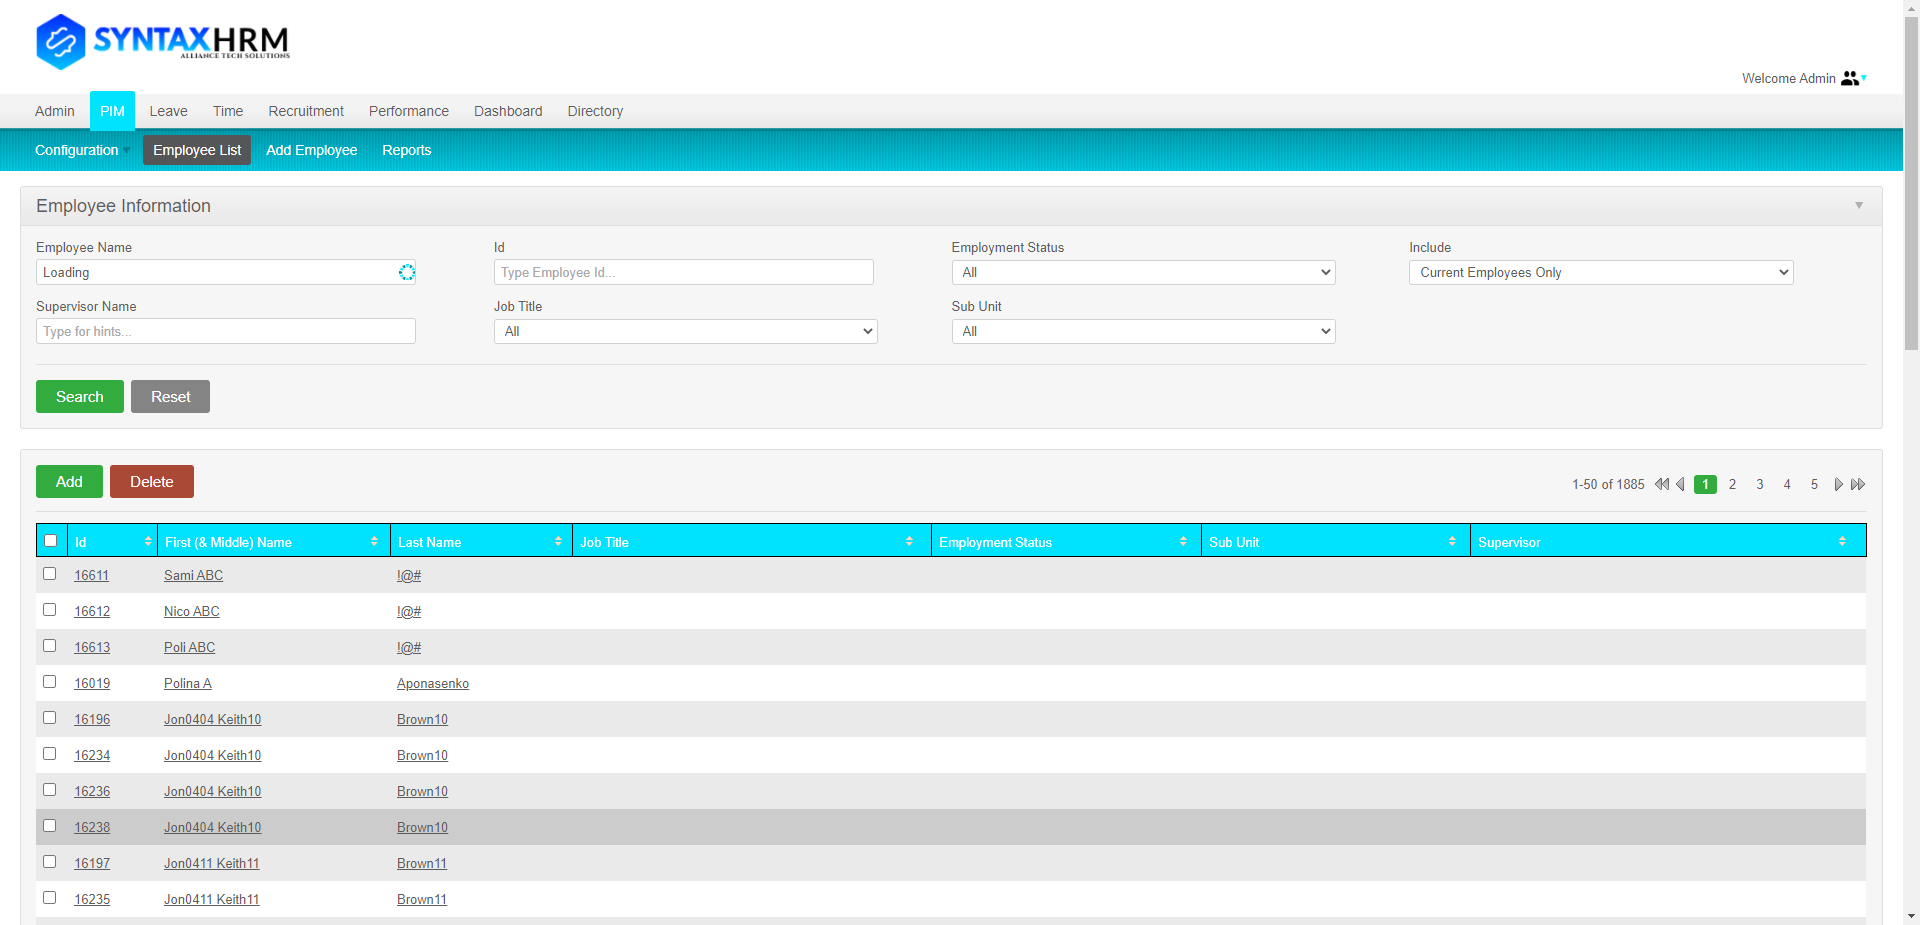 SYNTAXHRM
ALLIANCE TECH SOLUTIONS
Welcome Admin
Admin PIM Leave Time Recruitment Performance Dashboard Directory
Configuration Employee List Add Employee Reports
Employee Information
Employee Name Id Employment Status Include
Loading Type Employee Id... All Current Employees Only
Supervisor Name Job Title Sub Unit
Type for hints... All All
Search Reset
Add Delete 1-50 of 1885 1 2 3 4 5
Id First (& Middle) Name Last Name Job Title Employment Status Sub Unit Supervisor
16611 Sami ABC !@#
16612 Nico ABC !@#
16613 Poli ABC !@#
16019 Polina A Aponasenko
16196 Jon0404 Keith10 Brown10
16234 Jon0404 Keith10 Brown10
16236 Jon0404 Keith10 Brown10
16238 Jon0404 Keith10 Brown10
16197 Jon0411 Keith11 Brown11
16235 Jon0411 Keith11 Brown11